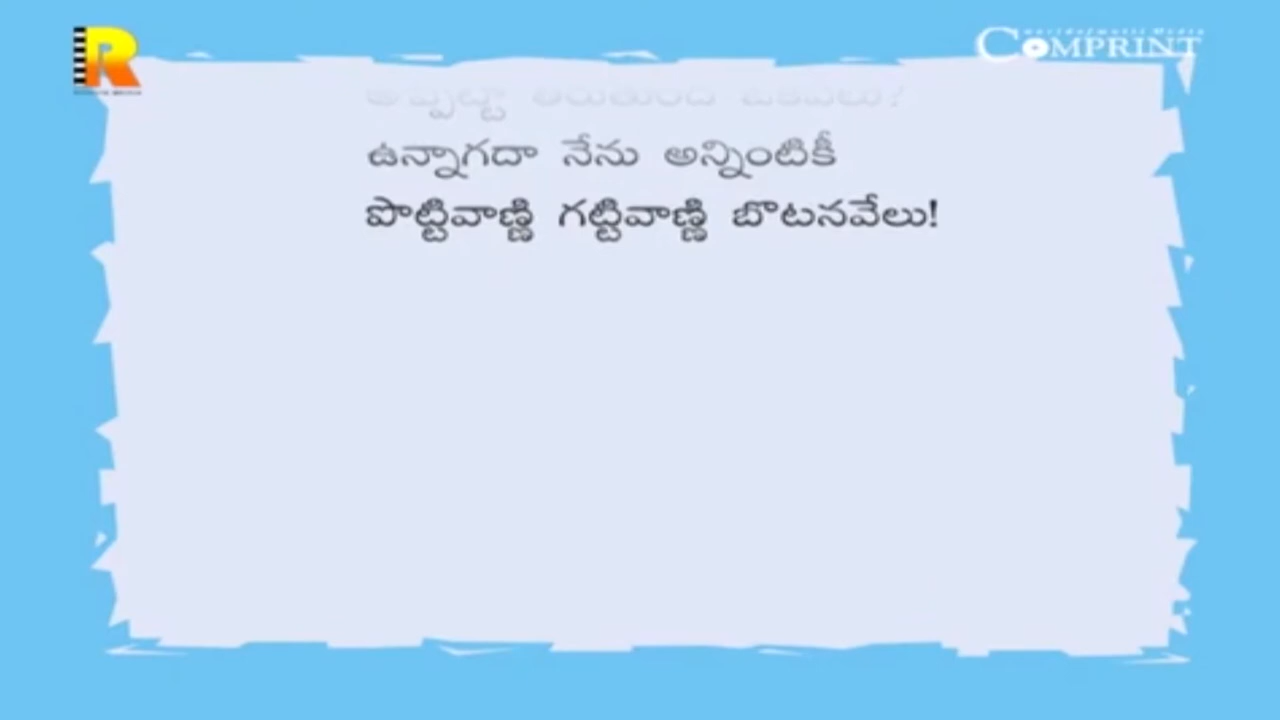 COMPRINT
ఉన్నాగదా నేను అన్నింటికీ
పొట్టివాణ్ణి గట్టివాణ్ణి బొటనవేలు!